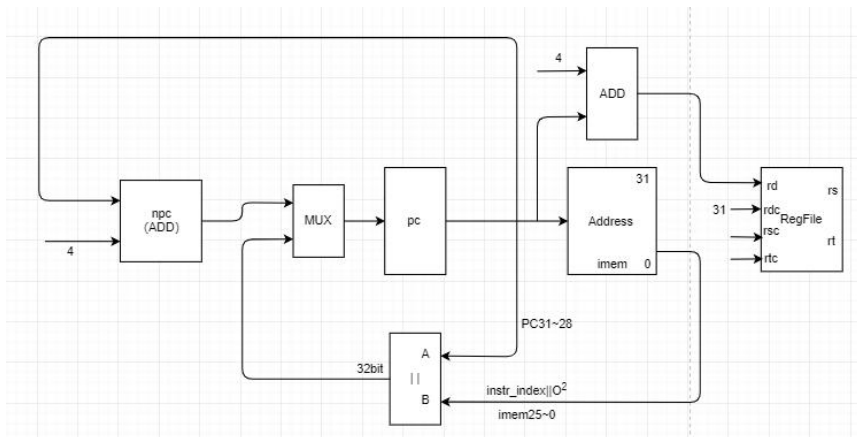 4
ADD
31
npc
(ADD)
4
MUX
pc
Address
imem 0
rd
rs
31
rdc
RegFile
rsc
rt
rtc
PC31~28
32bit
A
||
B
instr_index||O²
imem25~0